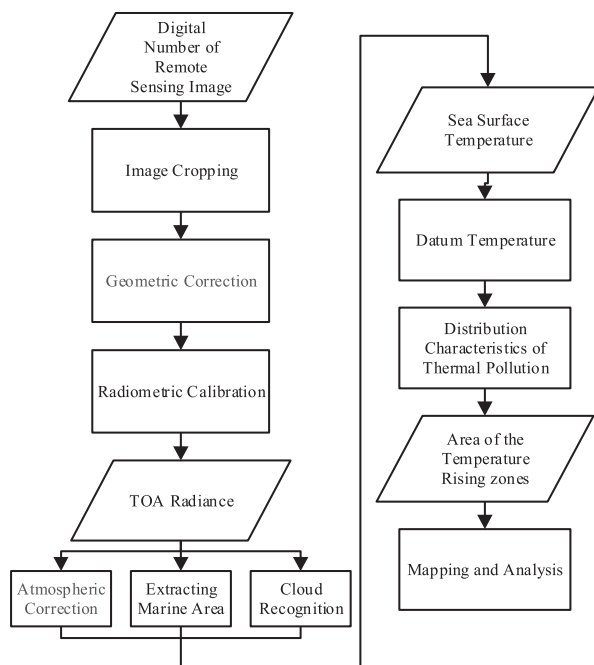 Digital
Number of
Remote
Sensing Image
Image Cropping
Geometric Correction
Radiometric Calibration
TOA Radiance
Atmospheric
Correction
Extracting
Marine Area
Cloud
Recognition
Sea Surface
Temperature
Datum Temperature
Distribution
Characteristics of
Thermal Pollution
Area of the
Temperature
Rising zones
Mapping and Analysis